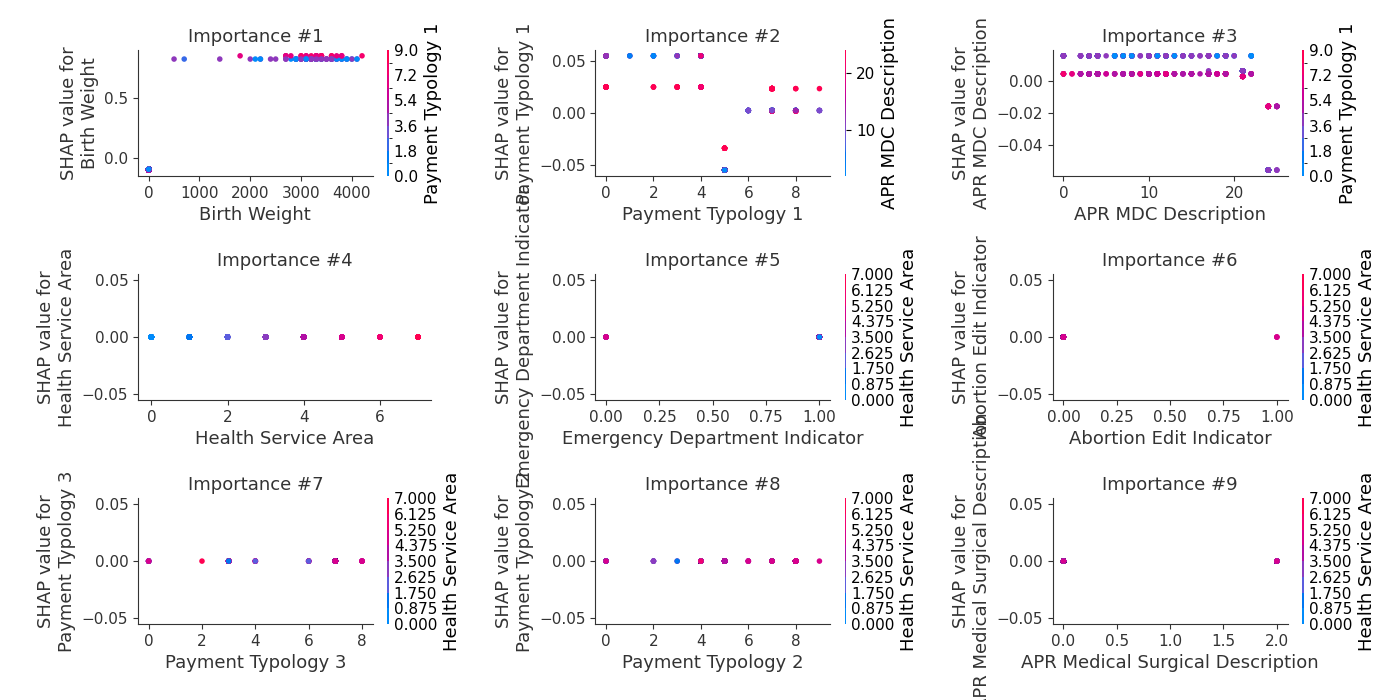 Importance #1
SHAP value for
Birth Weight
0.5
0.0
0
1000
2000
3000
4000
Birth Weight
9.0
7.2
5.4
3.6
1.8
0.0
Payment Typology 1
Importance #2
SHAP value for
Payment Typology 1
0.05
0.00
−0.05
0
2
4
6
8
Payment Typology 1
20
10
APR MDC Description
Importance #3
SHAP value for
APR MDC Description
0.00
−0.02
−0.04
0
10
20
APR MDC Description
9.0
7.2
5.4
3.6
1.8
0.0
Payment Typology 1
Importance #4
SHAP value for
Health Service Area
0.05
0.00
−0.05
0
2
4
6
Health Service Area
Importance #5
SHAP value for
Emergency Department Indicator
0.05
0.00
−0.05
0.00
0.25
0.50
0.75
1.00
Emergency Department Indicator
7.000
6.125
5.250
4.375
3.500
2.625
1.750
0.875
0.000
Health Service Area
Importance #6
SHAP value for
Abortion Edit Indicator
0.05
0.00
−0.05
0.00
0.25
0.50
0.75
1.00
Abortion Edit Indicator
7.000
6.125
5.250
4.375
3.500
2.625
1.750
0.875
0.000
Health Service Area
Importance #7
SHAP value for
Payment Typology 3
0.05
0.00
−0.05
0
2
4
6
8
Payment Typology 3
7.000
6.125
5.250
4.375
3.500
2.625
1.750
0.875
0.000
Health Service Area
Importance #8
SHAP value for
Payment Typology 2
0.05
0.00
−0.05
0
2
4
6
8
Payment Typology 2
7.000
6.125
5.250
4.375
3.500
2.625
1.750
0.875
0.000
Health Service Area
Importance #9
SHAP value for
APR Medical Surgical Description
0.05
0.00
−0.05
0.0
0.5
1.0
1.5
2.0
APR Medical Surgical Description
7.000
6.125
5.250
4.375
3.500
2.625
1.750
0.875
0.000
Health Service Area